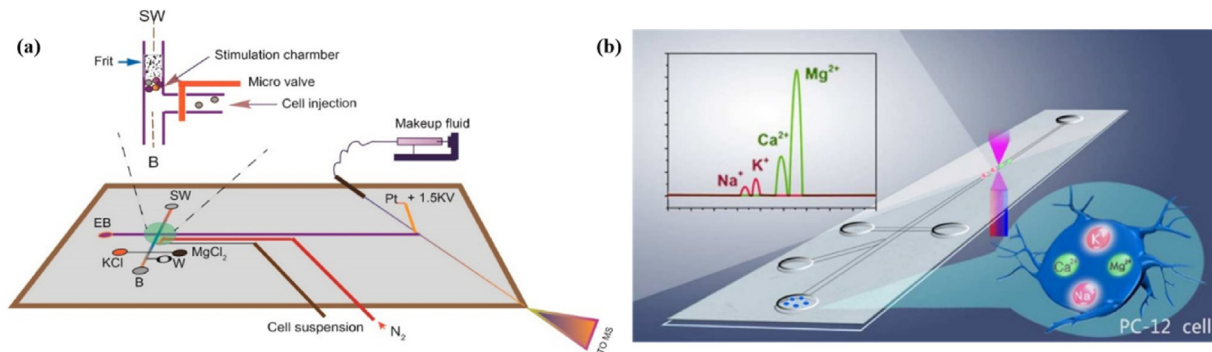 (a)
SW
Frit
Stimulation chamber
Micro valve
Cell injection
B
Makeup fluid
SW
Pt
+ 1.5KV
EB
KCl
MgCl2
W
B
Cell suspension
N2
TO MS
(b)
Mg2+
Ca2+
K+
Na+
K+
Ca2+
Mg2+
Na+
PC-12 cell